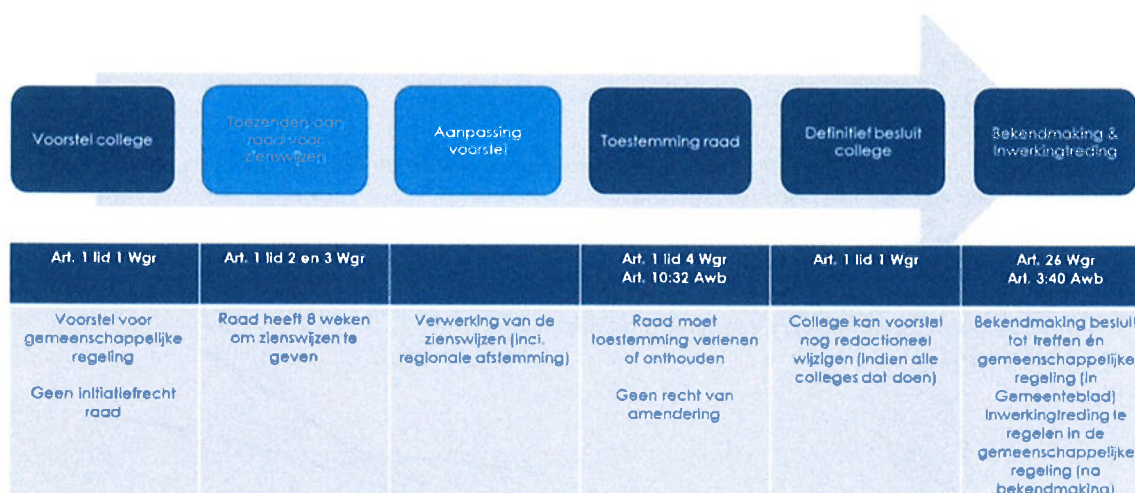 Voorstel college
Toezenden aan
raad voor
zienswijzen
Aanpassing
voorstel
Toestemming raad
Definitief besluit
college
Bekendmaking &
Inwerkingtreding
Art. 1 lid 1 Wgr
Art. 1 lid 2 en 3 Wgr
Art. 1 lid 4 Wgr
Art. 10:32 Awb
Art. 1 lid 1 Wgr
Art. 26 Wgr
Art. 3:40 Awb
Voorstel voor
gemeenschappelijke
regeling
Geen initiatiefrecht
raad
Raad heeft 8 weken
om zienswijzen te
geven
Verwerking van de
zienswijzen (incl.
regionale afstemming)
Raad moet
toestemming verlenen
of onthouden
Geen recht van
amendering
College kan voorstel
nog redactioneel
wijzigen (indien alle
colleges dat doen)
Bekendmaking besluit
tot treffen én
gemeenschappelijke
regeling (in
Gemeenteblad)
Inwerkingtreding te
regelen in de
gemeenschappelijke
regeling (na
bekendmaking)